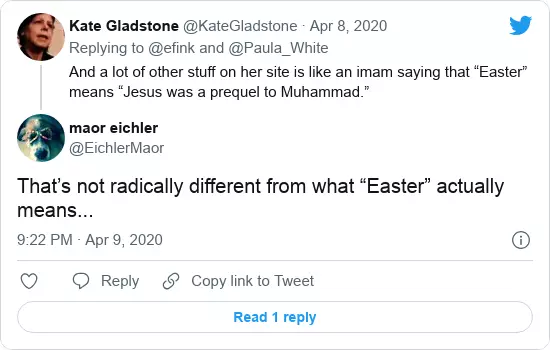 Kate Gladstone @KateGladstone · Apr 8, 2020
Replying to @efink and @Paula_White
And a lot of other stuff on her site is like an imam saying that “Easter”
means “Jesus was a prequel to Muhammad.”
maor eichler
@EichlerMaor
That’s not radically different from what “Easter” actually
means...
9:22 PM · Apr 9, 2020
Reply
Copy link to Tweet
Read 1 reply